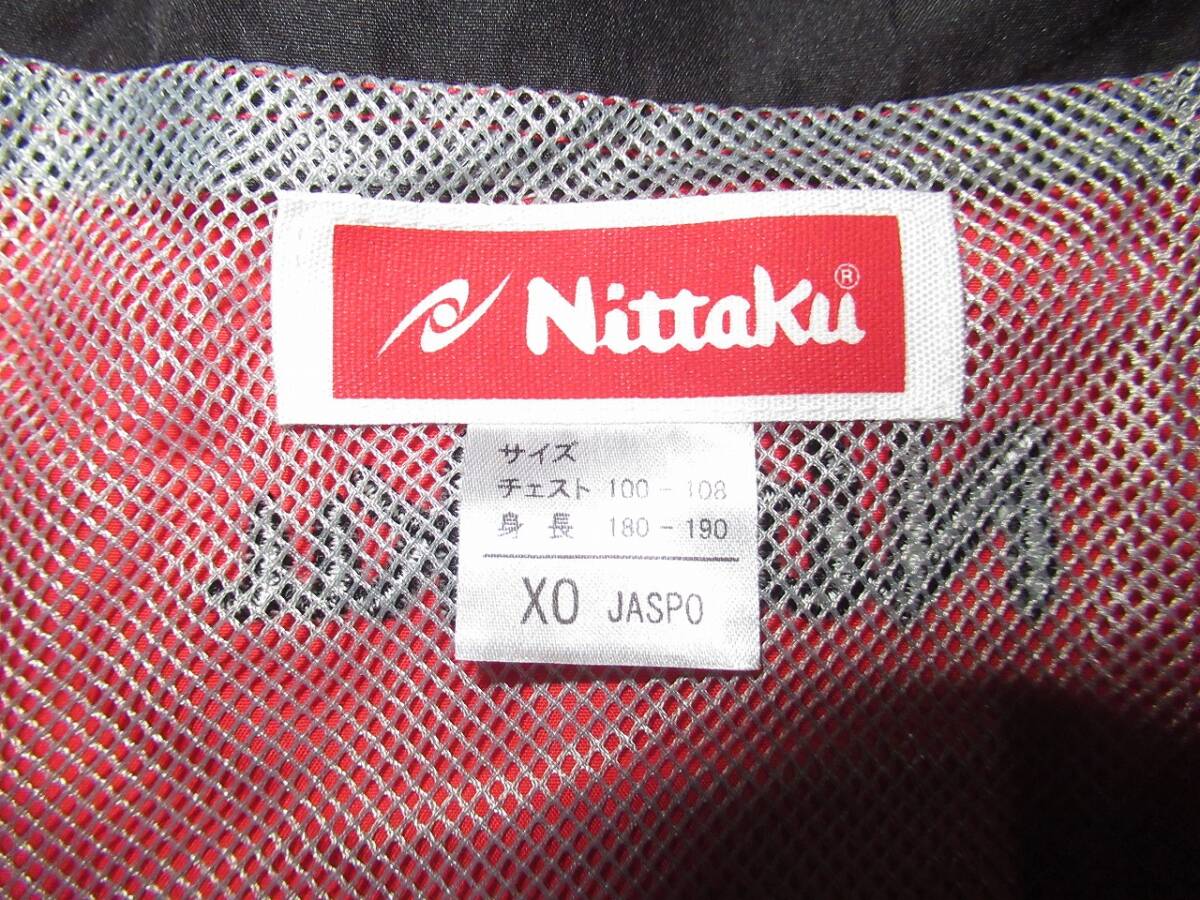 Nittaku®
サイズ
チェスト 100 - 108
身長 180 - 190
XO JASPO